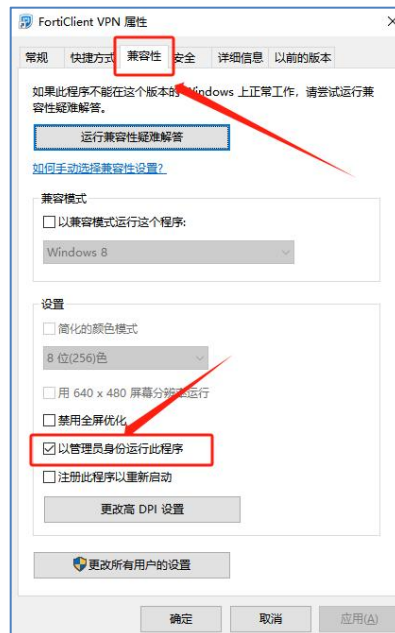 FortiClient VPN 属性
常规 快捷方式 兼容性 安全 详细信息 以前的版本
如果此程序不能在这个版本的 Windows 上正常工作，请尝试运行兼
容性疑难解答。
运行兼容性疑难解答
如何手动选择兼容性设置?
兼容模式
以兼容模式运行这个程序:
Windows 8
设置
简化的颜色模式
8 位(256)色
用 640 x 480 屏幕分辨率运行
禁用全屏优化
以管理员身份运行此程序
注册此程序以重新启动
更改高 DPI 设置
更改所有用户的设置
确定 取消 应用(A)